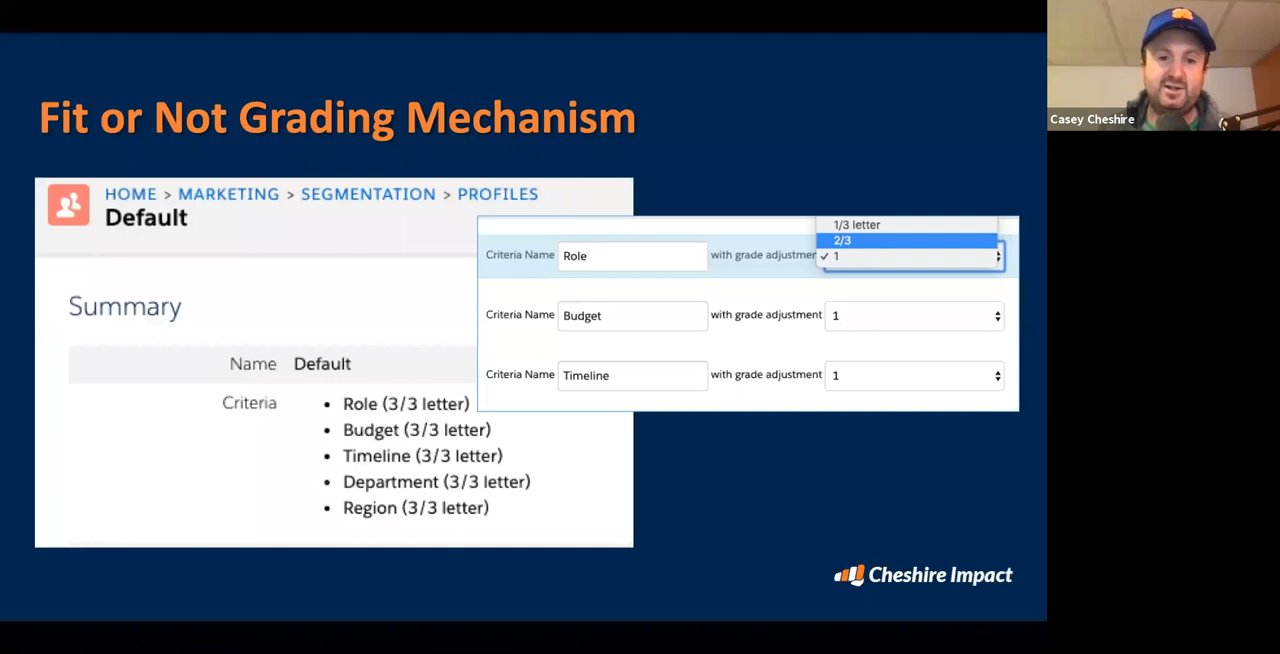 Fit or Not Grading Mechanism
HOME > MARKETING > SEGMENTATION > PROFILES
Default
Summary
Name Default
Criteria
• Role (3/3 letter)
• Budget (3/3 letter)
• Timeline (3/3 letter)
• Department (3/3 letter)
• Region (3/3 letter)
1/3 letter
2/3
Criteria Name Role with grade adjustmen ✓ 1
Criteria Name Budget with grade adjustment 1
Criteria Name Timeline with grade adjustment 1
Cheshire Impact
Casey Cheshire